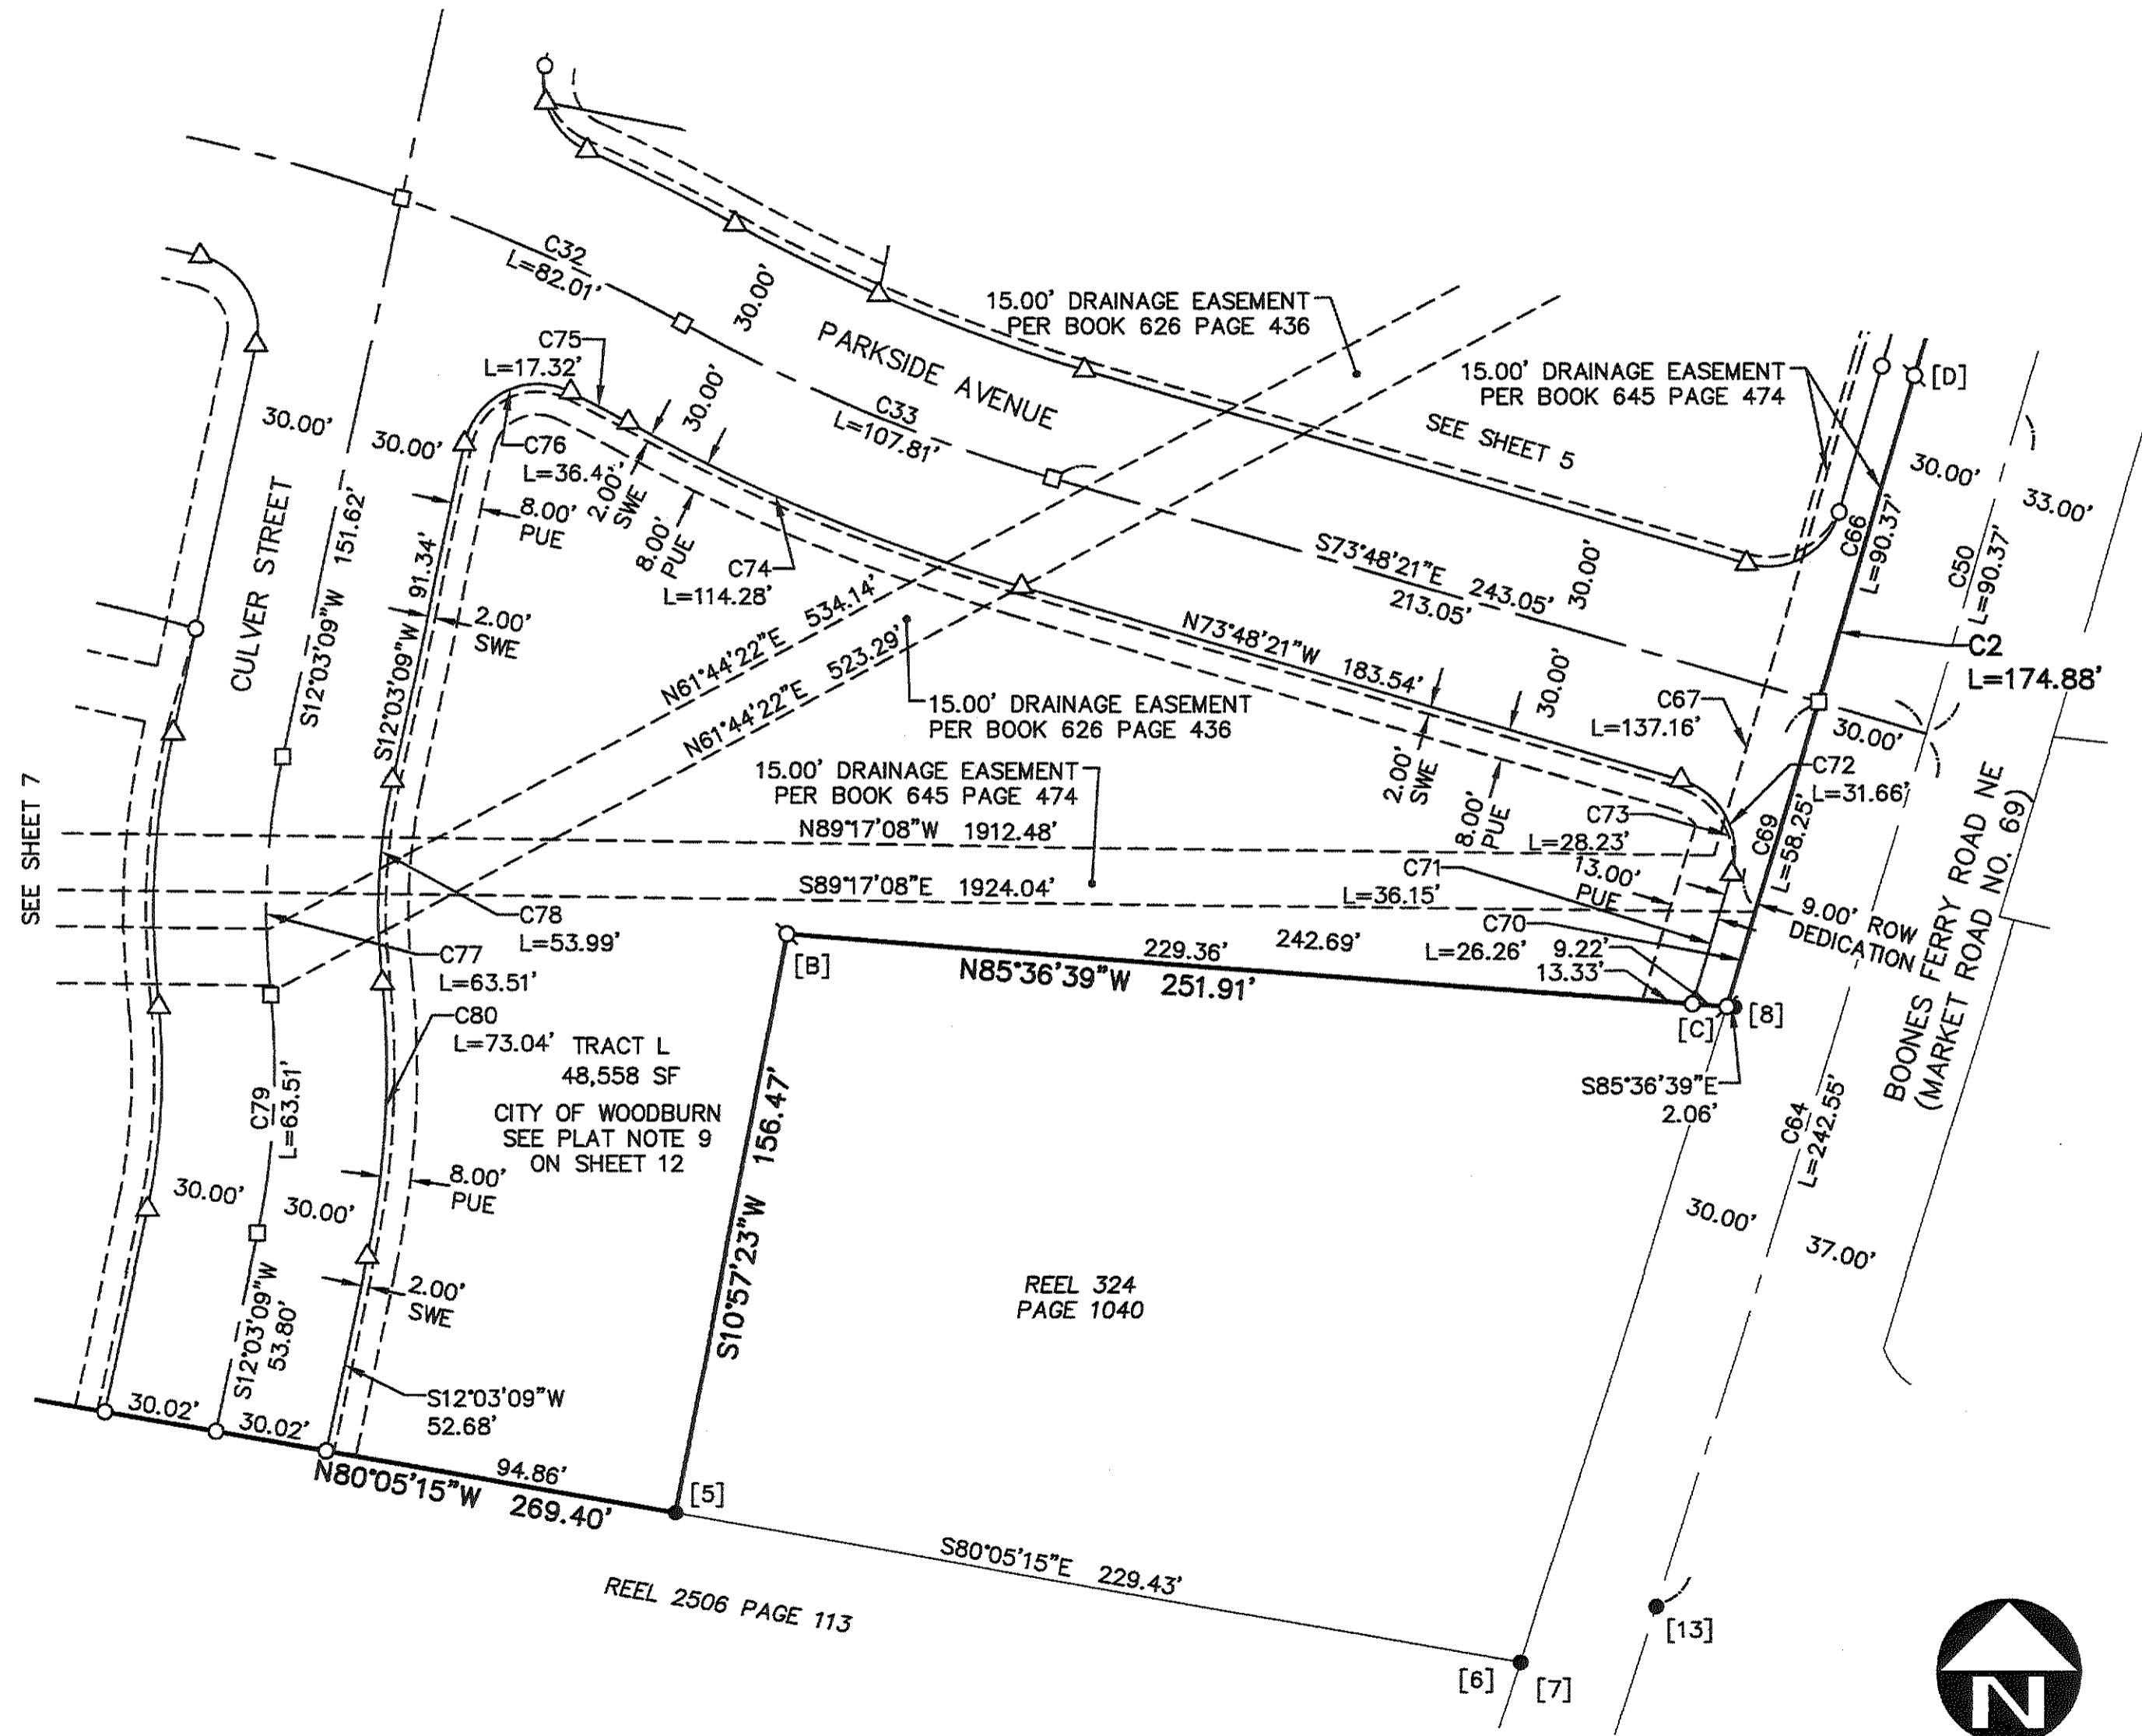 C32
L=82.01'
30.00'
15.00' DRAINAGE EASEMENT
PER BOOK 626 PAGE 436
PARKSIDE AVENUE
C75
L=17.32'
30.00'
15.00' DRAINAGE EASEMENT
PER BOOK 645 PAGE 474
[D]
C33
L=107.81'
SEE SHEET 5
30.00'
33.00'
30.00'
30.00'
C76
2.00'
SWE
8.00'
PUE
8.00'
PUE
C66
L=90.37'
C50
L=90.37'
CULVER STREET
S12°03'09"W 151.62'
91.34'
S12°03'09"W
C74
L=114.28'
S73°48'21"E 243.05'
213.05'
30.00'
2.00'
SWE
N61°44'22"E 534.14'
N61°44'22"E 523.29'
N73°48'21"W 183.54'
30.00'
C2
L=174.88'
15.00' DRAINAGE EASEMENT
PER BOOK 626 PAGE 436
C67
L=137.16'
30.00'
2.00'
SWE
8.00'
PUE
C72
L=31.66'
SEE SHEET 7
15.00' DRAINAGE EASEMENT
PER BOOK 645 PAGE 474
N89°17'08"W 1912.48'
C73
L=28.23'
C69
L=58.25'
S89°17'08"E 1924.04'
C71
L=36.15'
13.00'
PUE
9.00' ROW
DEDICATION
BOONES FERRY ROAD NE
(MARKET ROAD NO. 69)
C78
L=53.99'
C77
L=63.51'
[B]
229.36'
242.69'
N85°36'39"W 251.91'
C70
L=26.26'
9.22'
13.33'
[C]
[8]
S85°36'39"E
2.06'
C80
L=73.04'
TRACT L
48,558 SF
CITY OF WOODBURN
SEE PLAT NOTE 9
ON SHEET 12
C79
L=63.51'
30.00'
30.00'
8.00'
PUE
S10°57'23"W 156.47'
C64
L=242.55'
30.00'
37.00'
2.00'
SWE
REEL 324
PAGE 1040
S12°03'09"W
53.80'
S12°03'09"W
52.68'
30.02'
30.02'
94.86'
N80°05'15"W 269.40'
[5]
S80°05'15"E 229.43'
REEL 2506 PAGE 113
[6]
[7]
[13]
N